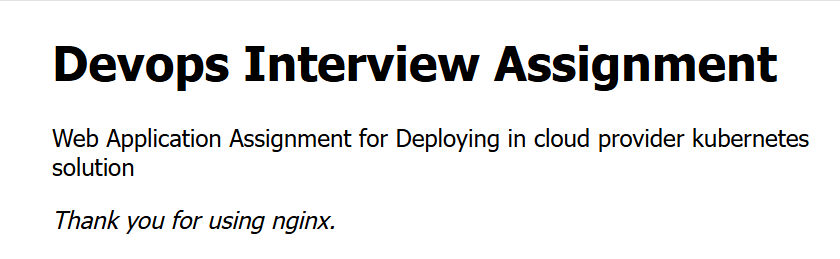 Devops Interview Assignment
Web Application Assignment for Deploying in cloud provider kubernetes
solution
Thank you for using nginx.